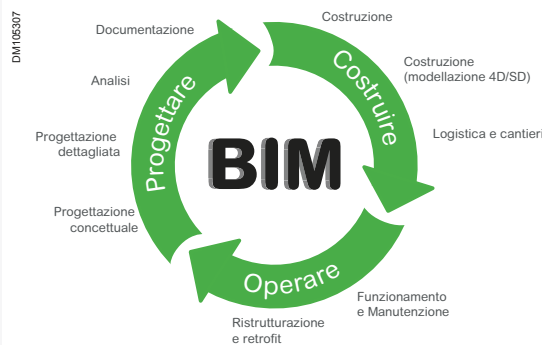 DM105307
Costruzione
Documentazione
Costruzione
(modellazione 4D/SD)
Analisi
Costruire
Progettare
Logistica e cantieri
Progettazione
dettagliata
BIM
Progettazione
concettuale
Operare
Funzionamento
e Manutenzione
Ristrutturazione
e retrofit